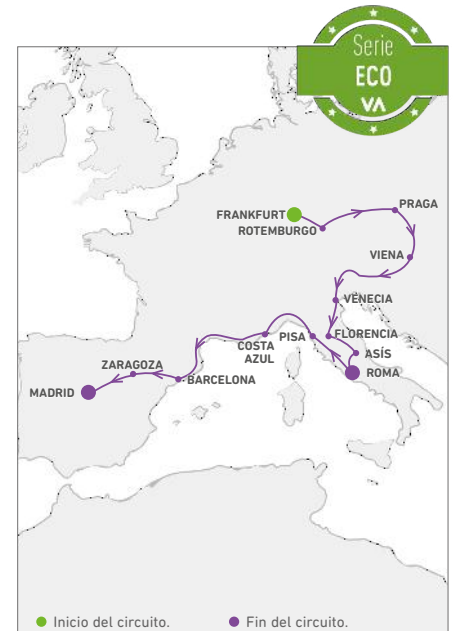 Serie
ECO
VA
PRAGA
FRANKFURT
ROTEMBURGO
VIENA
VENECIA
FLORENCIA
PISA
COSTA
AZUL
ASÍS
ROMA
ZARAGOZA
BARCELONA
MADRID
Inicio del circuito.
Fin del circuito.